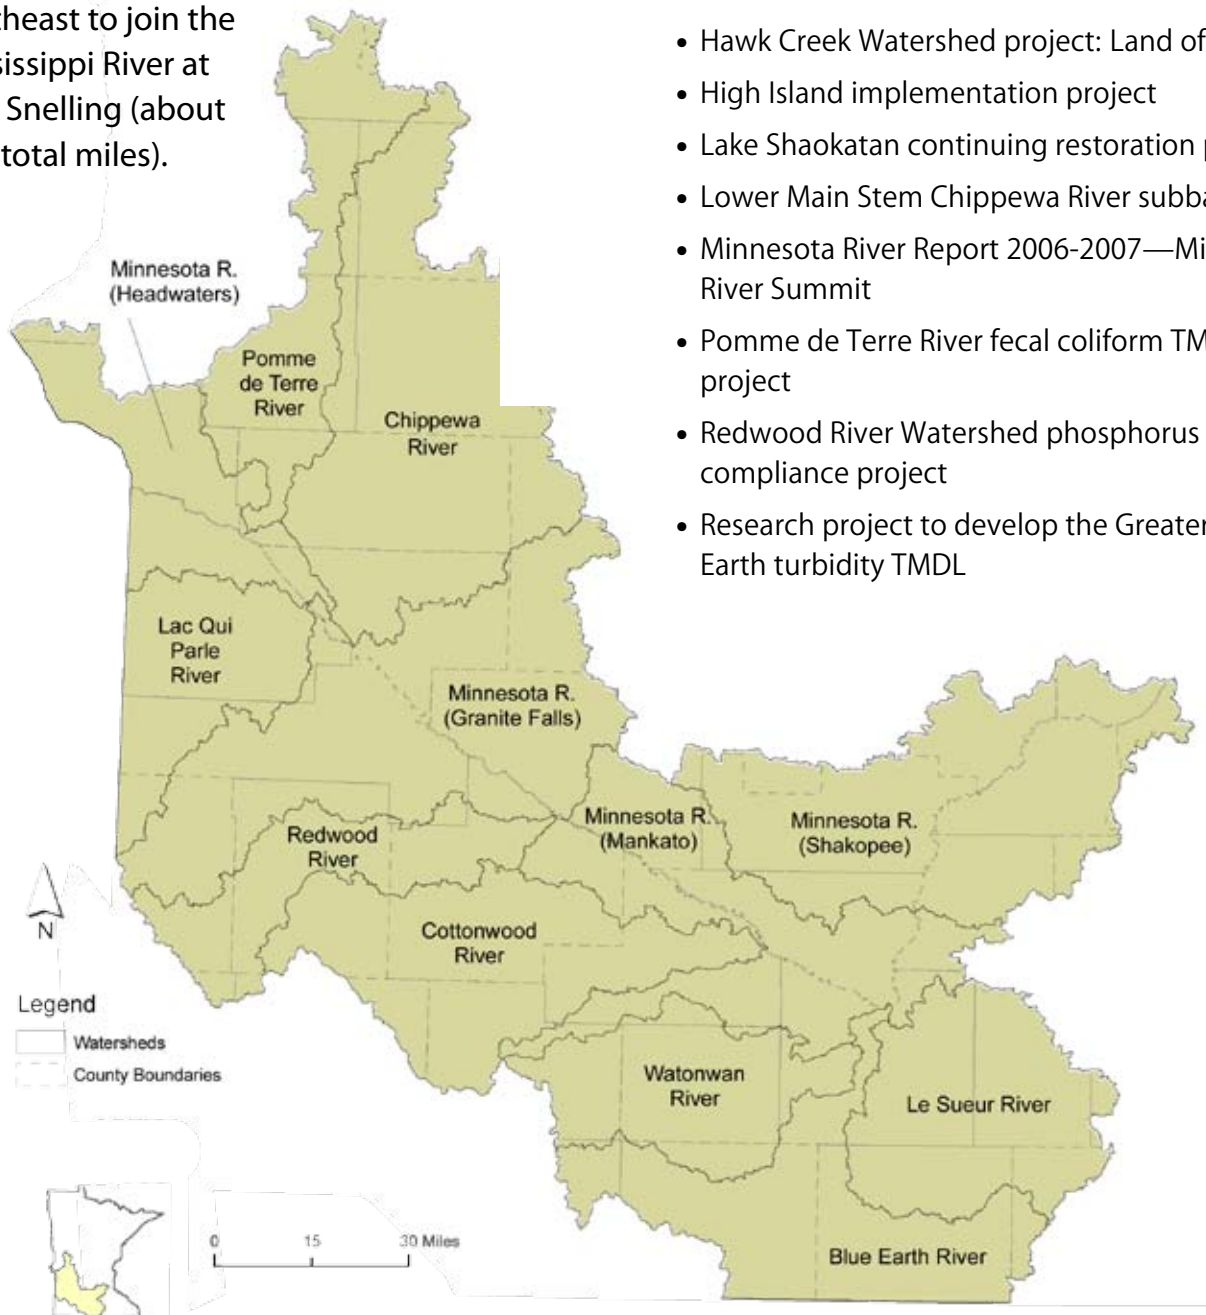 theast to join the
sissippi River at
Snelling (about
total miles).
• Hawk Creek Watershed project: Land of
• High Island implementation project
• Lake Shaokatan continuing restoration
• Lower Main Stem Chippewa River subba
• Minnesota River Report 2006-2007—Mi
River Summit
• Pomme de Terre River fecal coliform TM
project
• Redwood River Watershed phosphorus
compliance project
• Research project to develop the Greater
Earth turbidity TMDL
Minnesota R.
(Headwaters)
Pomme
de Terre
River
Chippewa
River
Lac Qui
Parle
River
Minnesota R.
(Granite Falls)
Minnesota R.
(Mankato)
Minnesota R.
(Shakopee)
Redwood
River
Cottonwood
River
N
Legend
Watersheds
County Boundaries
Watonwan
River
Le Sueur River
Blue Earth River
0 15 30 Miles